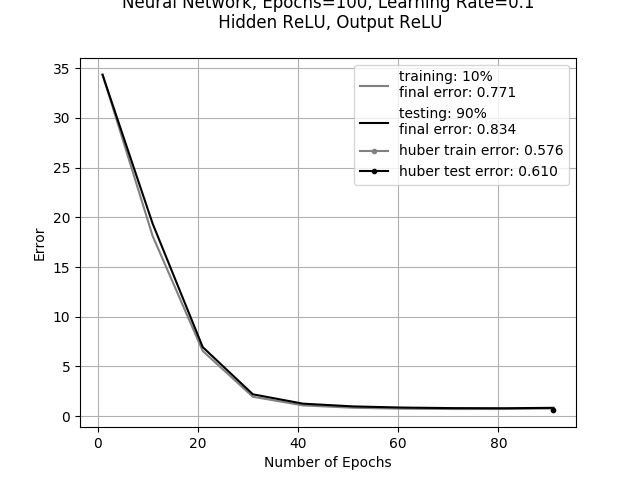 Neural Network, Epochs=100, Learning Rate=0.1
Hidden ReLU, Output ReLU
35
30
25
20
15
10
5
0
Error
training: 10%
final error: 0.771
testing: 90%
final error: 0.834
huber train error: 0.576
huber test error: 0.610
0 20 40 60 80
Number of Epochs